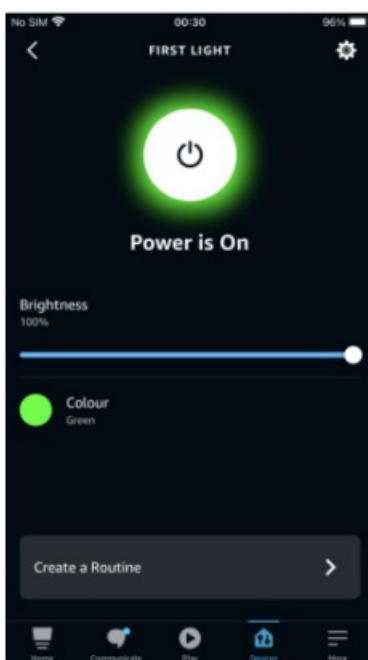 No SIM 00:30 96%
FIRST LIGHT
Power is On
Brightness
100%
Colour
Green
Create a Routine
Home Communicate Play Devices More